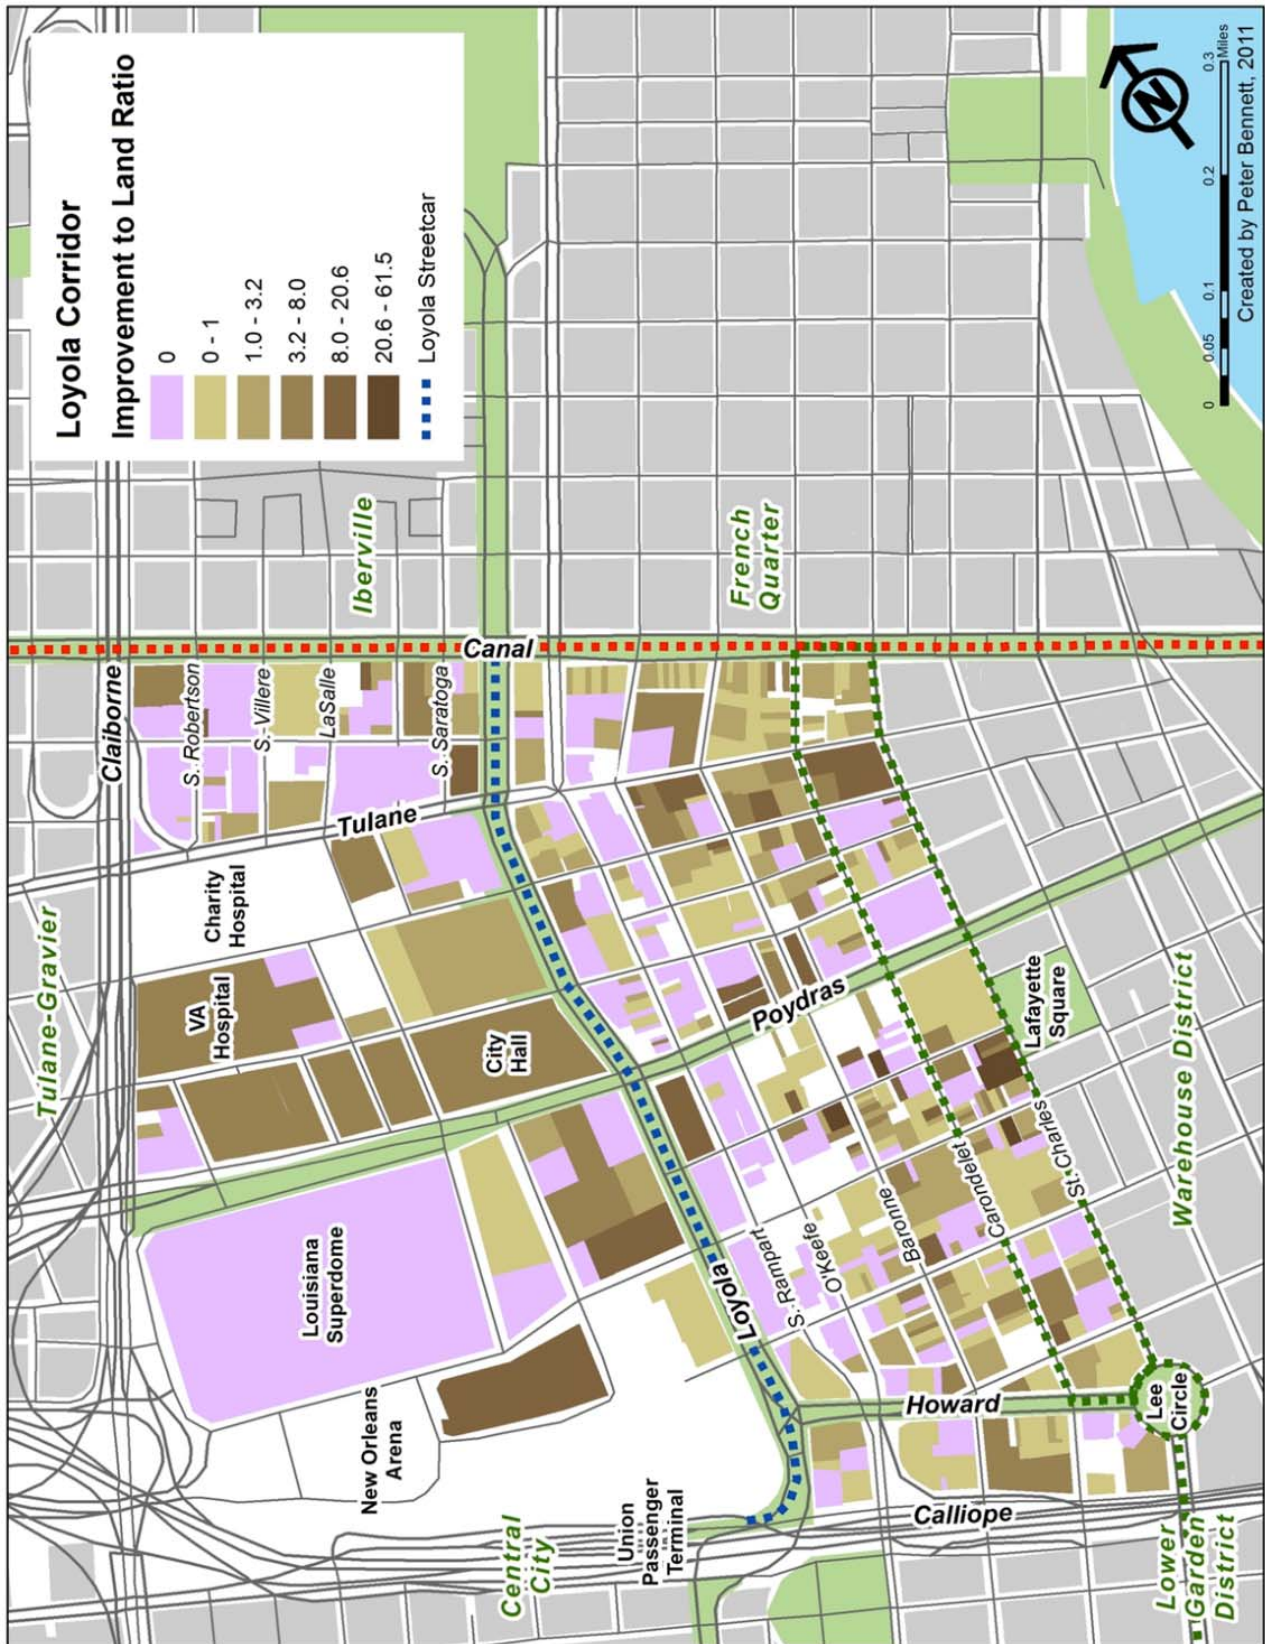 Loyola Corridor
Improvement to Land Ratio
0
0 - 1
1.0 - 3.2
3.2 - 8.0
8.0 - 20.6
20.6 - 61.5
Loyola Streetcar
Iberville
French
Quarter
Canal
Claiborne
S. Robertson
S. Villere
LaSalle
S. Saratoga
Tulane
Tulane-Gravier
Charity
Hospital
VA
Hospital
City
Hall
Poydras
Lafayette
Square
Warehouse District
Louisiana
Superdome
New Orleans
Arena
Loyola
S. Rampart
O'Keefe
Baronne
Carondelet
St. Charles
Howard
Lee
Circle
Calliope
Union
Passenger
Terminal
Central
City
Lower
Garden
District
N
0 0.05 0.1 0.2 0.3
Miles
Created by Peter Bennett, 2011